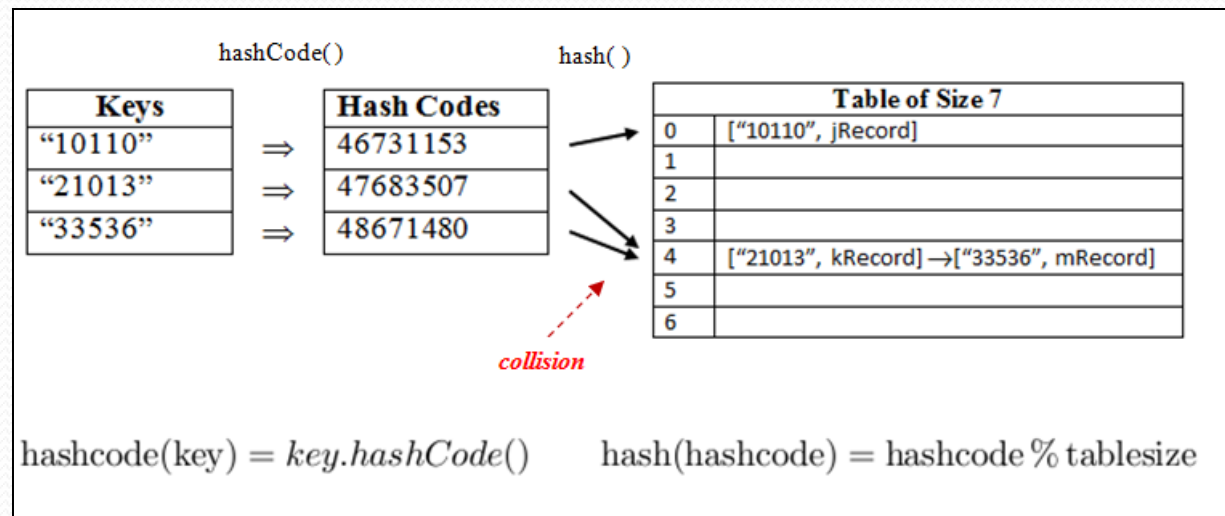 hashCode()
hash( )
Keys
Hash Codes
Table of Size 7
“10110” ⇒ 46731153
0 [“10110”, jRecord]
1
“21013” ⇒ 47683507
2
3
“33536” ⇒ 48671480
4 [“21013”, kRecord] →[“33536”, mRecord]
5
6
collision
hashcode(key) = key.hashCode()
hash(hashcode) = hashcode % tablesize